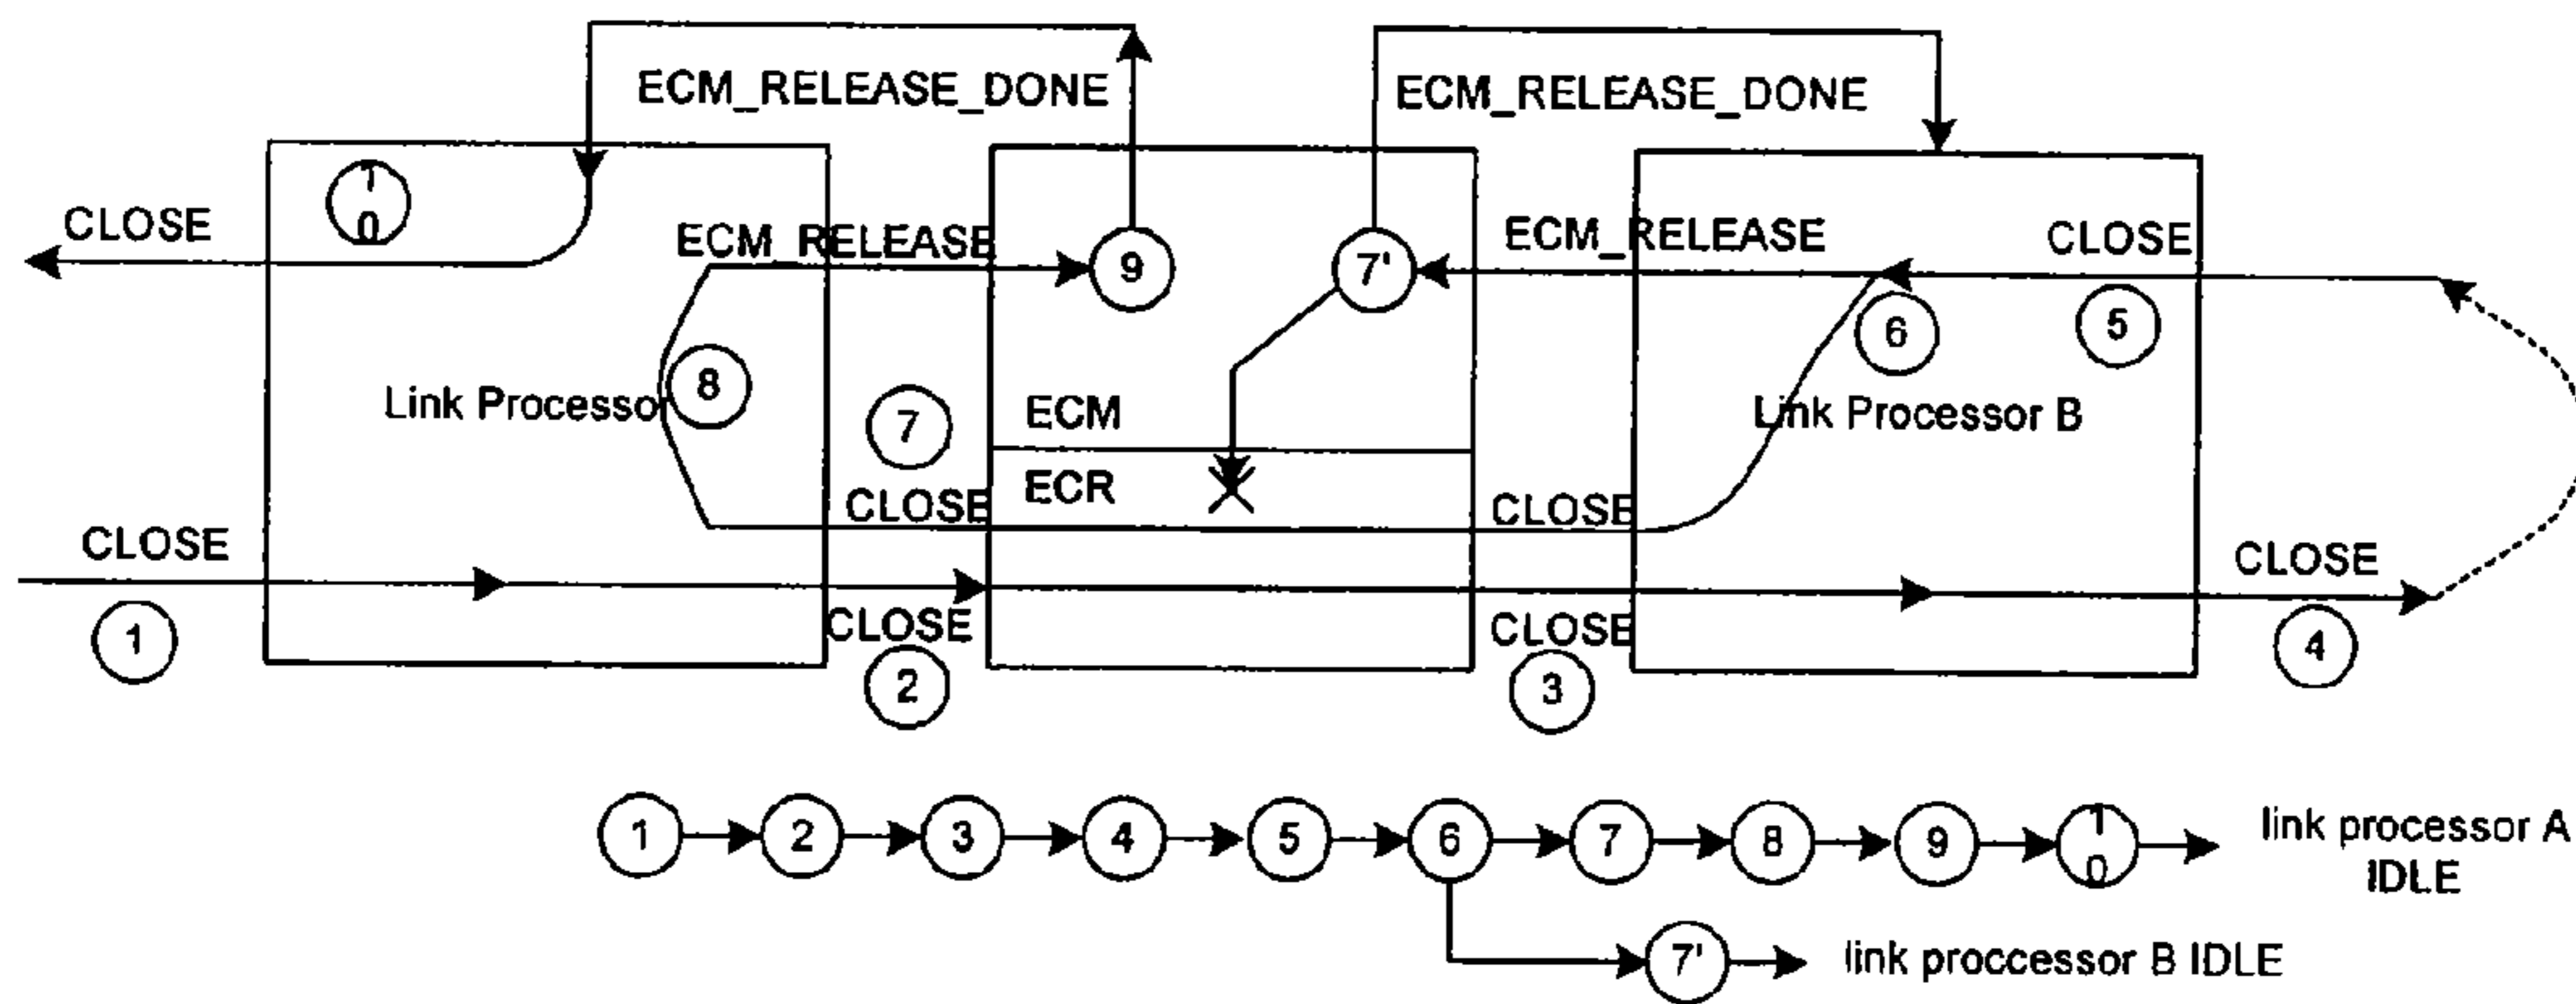 ECM_RELEASE_DONE
ECM_RELEASE_DONE
10
CLOSE
ECM_RELEASE
9
7'
ECM_RELEASE
CLOSE
6
5
Link Processor
8
7
ECM
Link Processor B
ECR
CLOSE
CLOSE
CLOSE
CLOSE
1
CLOSE
2
CLOSE
3
4
1
2
3
4
5
6
7
8
9
10
link processor A
IDLE
7'
link proccessor B IDLE